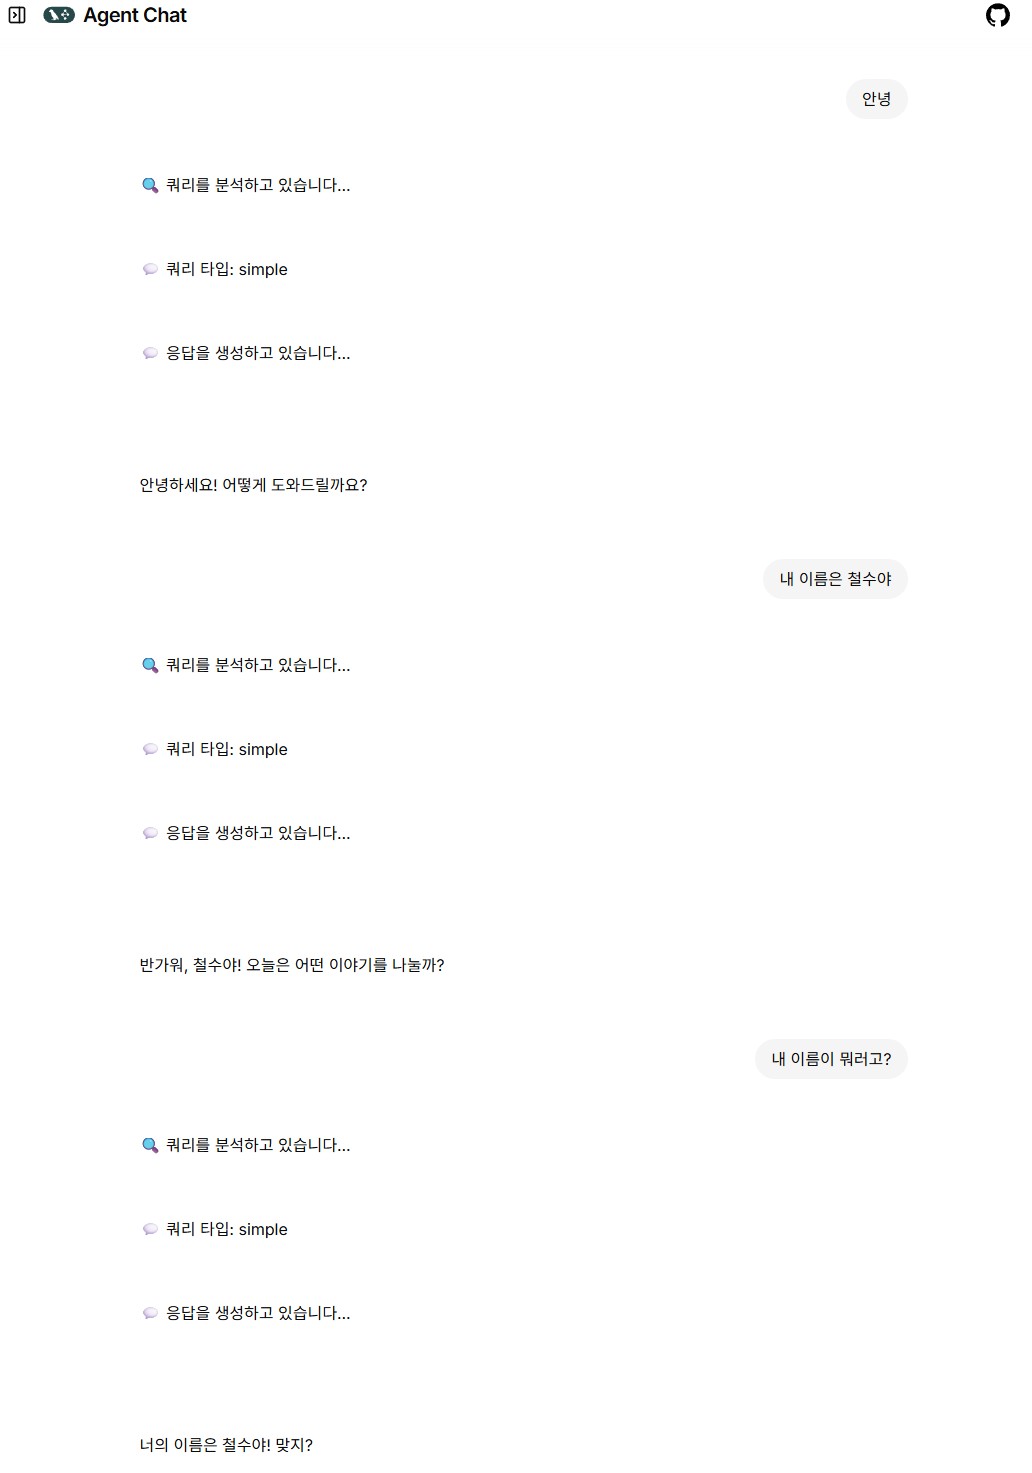 Agent Chat
안녕
🔍 쿼리를 분석하고 있습니다...
💬 쿼리 타입: simple
💬 응답을 생성하고 있습니다...
안녕하세요! 어떻게 도와드릴까요?
내 이름은 철수야
🔍 쿼리를 분석하고 있습니다...
💬 쿼리 타입: simple
💬 응답을 생성하고 있습니다...
반가워, 철수야! 오늘은 어떤 이야기를 나눌까?
내 이름이 뭐러고?
🔍 쿼리를 분석하고 있습니다...
💬 쿼리 타입: simple
💬 응답을 생성하고 있습니다...
너의 이름은 철수야! 맞지?